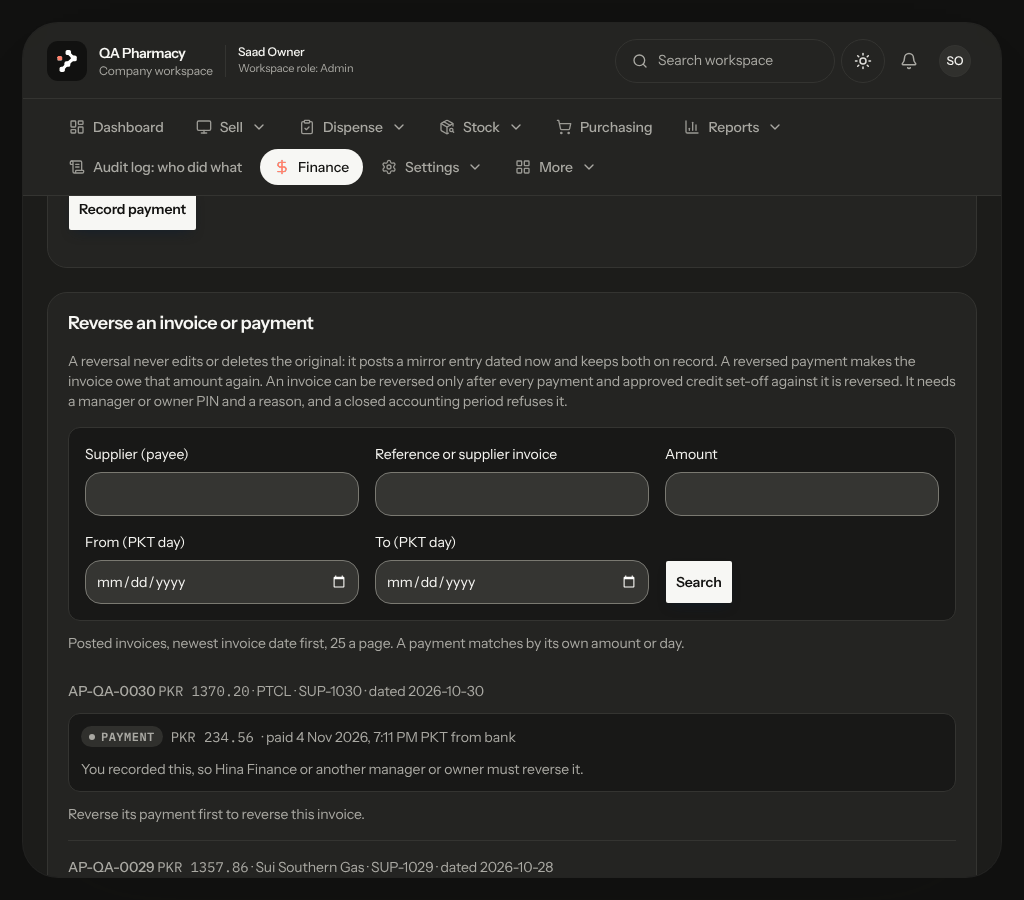 QA Pharmacy
Company workspace
Saad Owner
Workspace role: Admin
Search workspace
SO
Dashboard
Sell
Dispense
Stock
Purchasing
Reports
Audit log: who did what
Finance
Settings
More
Record payment
Reverse an invoice or payment
A reversal never edits or deletes the original: it posts a mirror entry dated now and keeps both on record. A reversed payment makes the
invoice owe that amount again. An invoice can be reversed only after every payment and approved credit set-off against it is reversed. It needs
a manager or owner PIN and a reason, and a closed accounting period refuses it.
Supplier (payee)
Reference or supplier invoice
Amount
From (PKT day)
To (PKT day)
mm/dd/yyyy
mm/dd/yyyy
Search
Posted invoices, newest invoice date first, 25 a page. A payment matches by its own amount or day.
AP-QA-0030 PKR 1370.20 · PTCL · SUP-1030 · dated 2026-10-30
PAYMENT PKR 234.56 · paid 4 Nov 2026, 7:11 PM PKT from bank
You recorded this, so Hina Finance or another manager or owner must reverse it.
Reverse its payment first to reverse this invoice.
AP-QA-0029 PKR 1357.86 · Sui Southern Gas · SUP-1029 · dated 2026-10-28